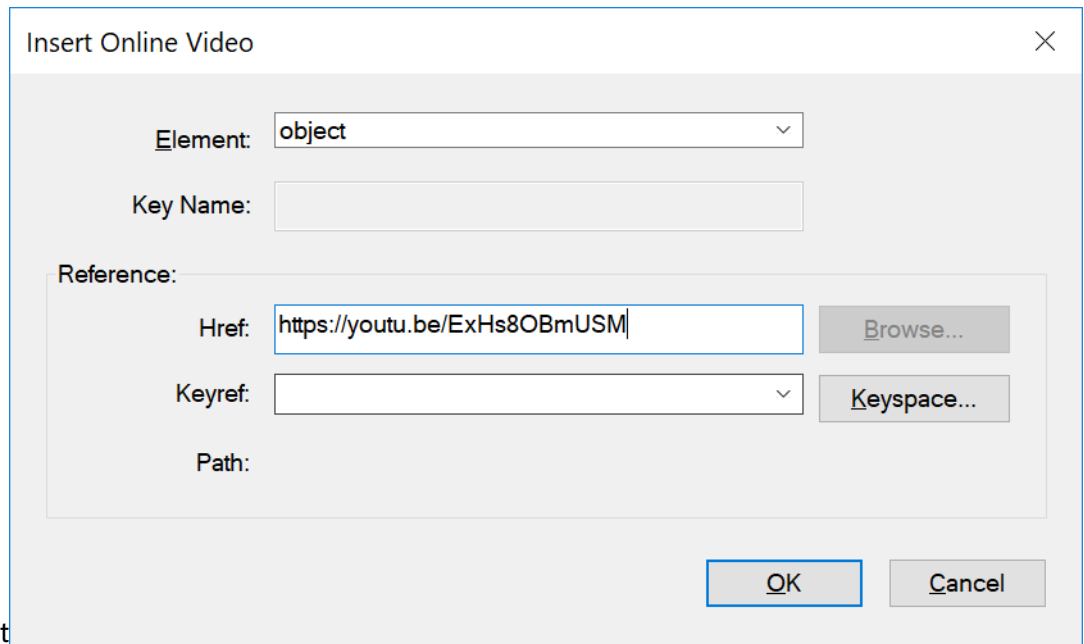 Insert Online Video
Element: object
Key Name:
Reference:
Href: https://youtu.be/ExHs8OBmUSM Browse...
Keyref: Keyspace...
Path:
OK Cancel
t